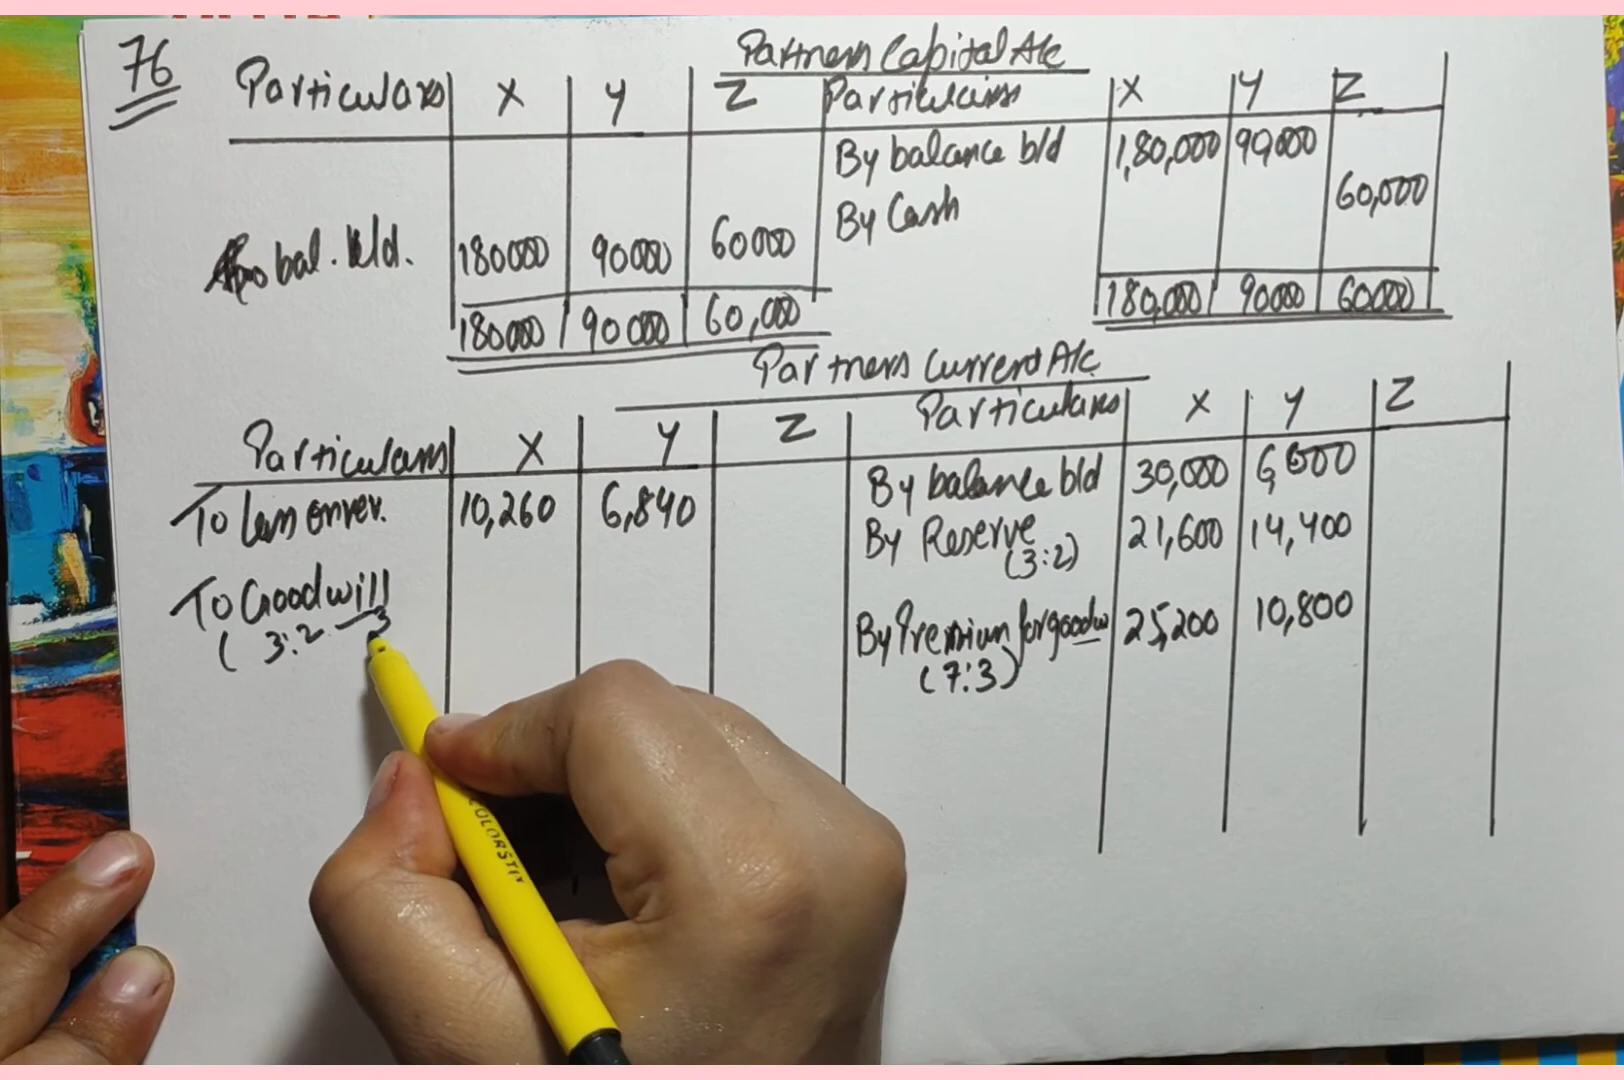 76
Partners Capital A/c
Particulars X Y Z Particulars X Y Z
By balance b/d 1,80,000 90000
By Cash 60,000
To bal. c/d. 180000 90000 60000
180000 90000 60,000 180,000 90000 60000
Partners Current A/c
Particulars X Y Z Particulars X Y Z
To Loss on rev. 10,260 6,840 By balance b/d 30,000 6,000
By Reserve 21,600 14,400
(3:2)
To Goodwill By Premium for goodw 25,200 10,800
( 3:2 (7:3)
COLORSTIX